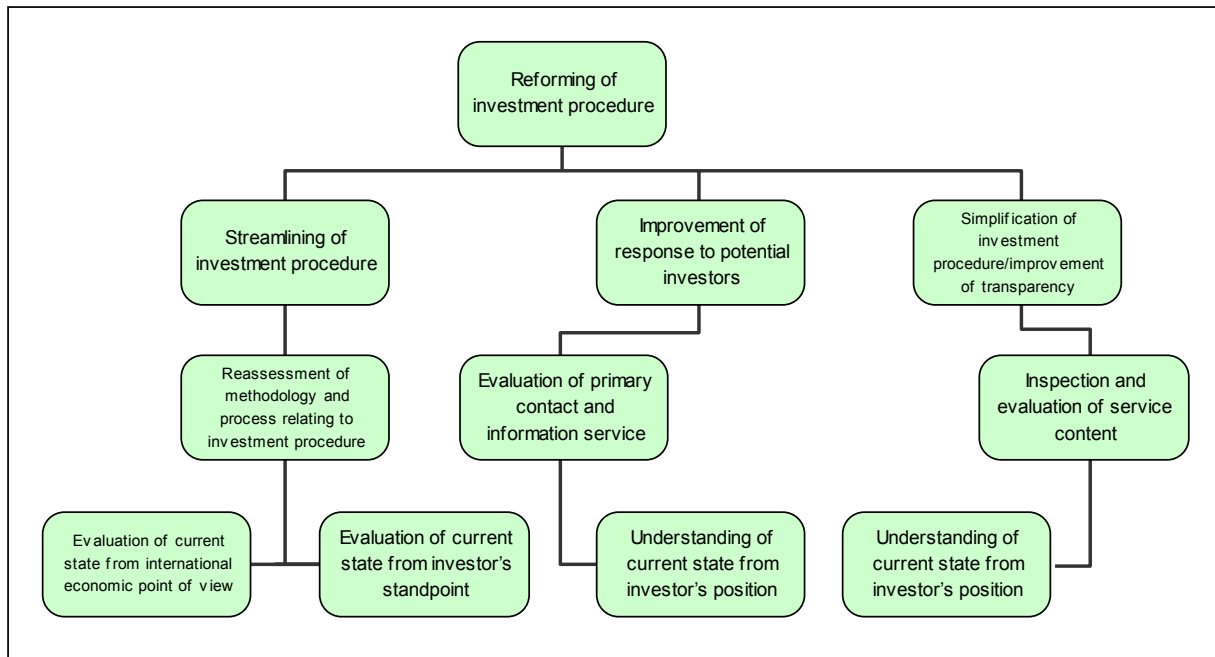 Reforming of
investment procedure
Streamlining of
investment procedure
Improvement of
response to potential
investors
Simplification of
investment
procedure/improvement
of transparency
Reassessment of
methodology and
process relating to
investment procedure
Evaluation of primary
contact and
information service
Inspection and
evaluation of service
content
Evaluation of current
state from international
economic point of view
Evaluation of current
state from investor's
standpoint
Understanding of
current state from
investor's position
Understanding of
current state from
investor's position